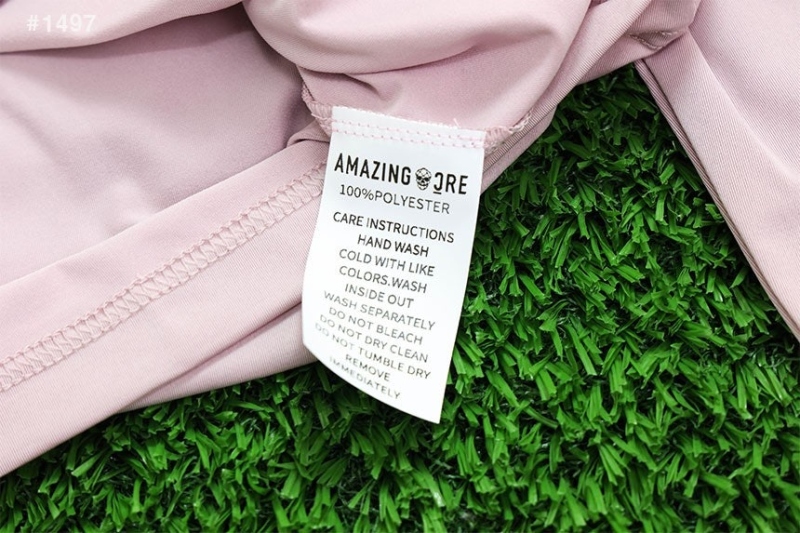 #1497
AMAZING ORE
100%POLYESTER
CARE INSTRUCTIONS
HAND WASH
COLD WITH LIKE
COLORS.WASH
INSIDE OUT
WASH SEPARATELY
DO NOT BLEACH
DO NOT DRY CLEAN
DO NOT TUMBLE DRY
REMOVE
IMMEDIATELY